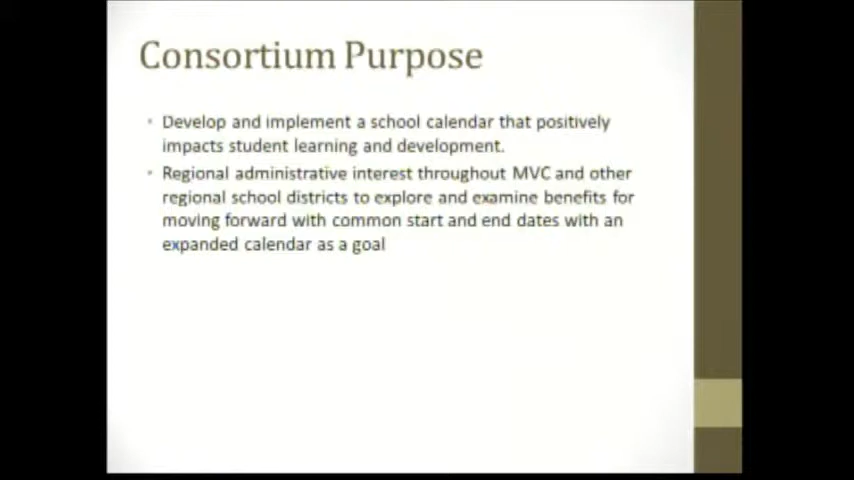 Consortium Purpose
• Develop and implement a school calendar that positively
impacts student learning and development.
• Regional administrative interest throughout MVC and other
regional school districts to explore and examine benefits for
moving forward with common start and end dates with an
expanded calendar as a goal